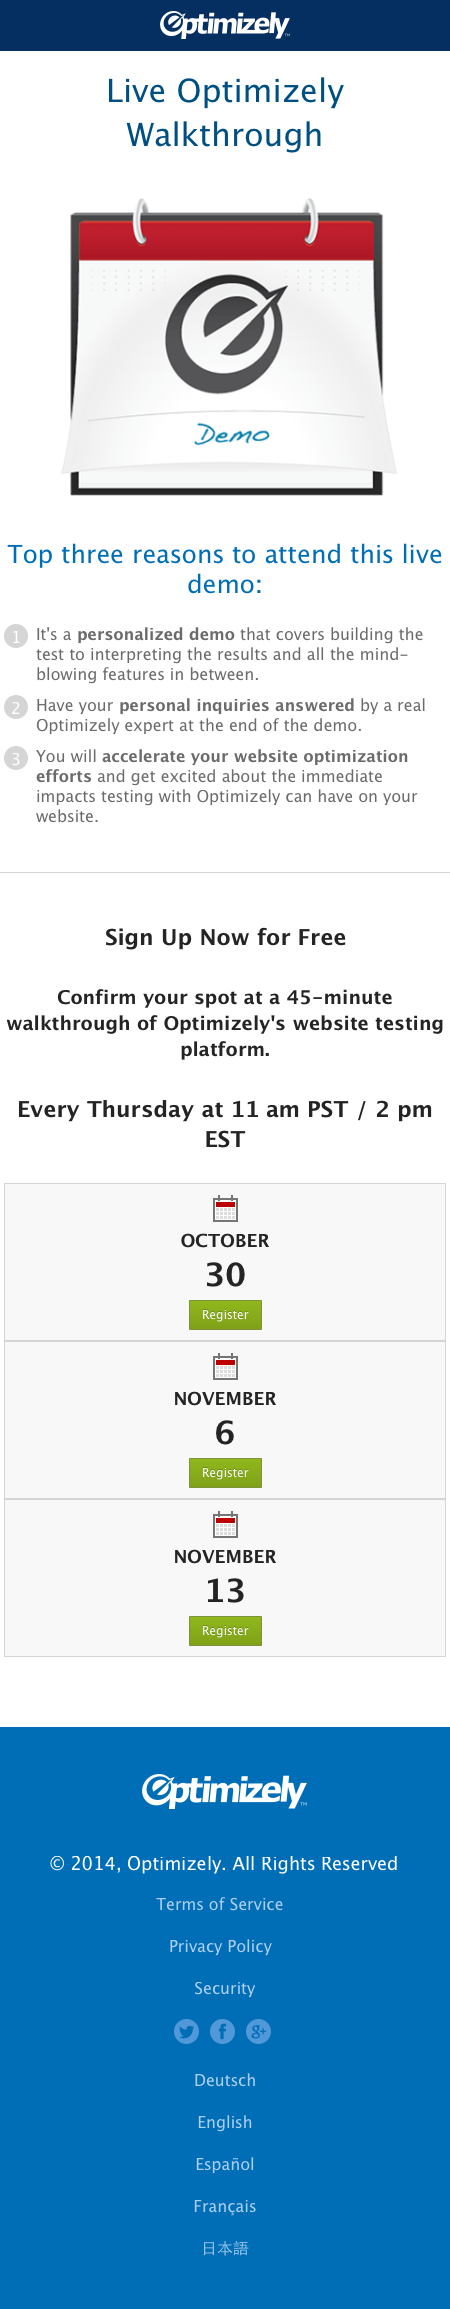 Optimizely™
Live Optimizely
Walkthrough
Demo
Top three reasons to attend this live
demo:
1 It's a personalized demo that covers building the
test to interpreting the results and all the mind-
blowing features in between.
2 Have your personal inquiries answered by a real
Optimizely expert at the end of the demo.
3 You will accelerate your website optimization
efforts and get excited about the immediate
impacts testing with Optimizely can have on your
website.
Sign Up Now for Free
Confirm your spot at a 45-minute
walkthrough of Optimizely's website testing
platform.
Every Thursday at 11 am PST / 2 pm
EST
OCTOBER
30
Register
NOVEMBER
6
Register
NOVEMBER
13
Register
Optimizely™
© 2014, Optimizely. All Rights Reserved
Terms of Service
Privacy Policy
Security
Deutsch
English
Español
Français
日本語